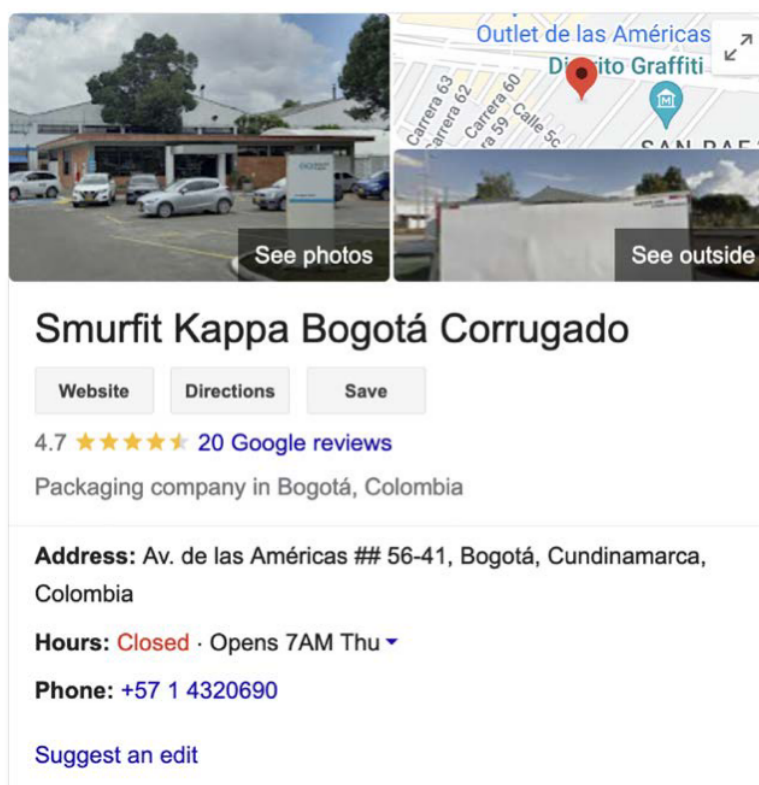 Outlet de las Américas
Distrito Graffiti
Carrera 63
Carrera 62
Carrera 60
Calle 5c
See photos
See outside
Smurfit Kappa Bogotá Corrugado
Website Directions Save
4.7 20 Google reviews
Packaging company in Bogotá, Colombia
Address: Av. de las Américas ## 56-41, Bogotá, Cundinamarca,
Colombia
Hours: Closed · Opens 7AM Thu
Phone: +57 1 4320690
Suggest an edit